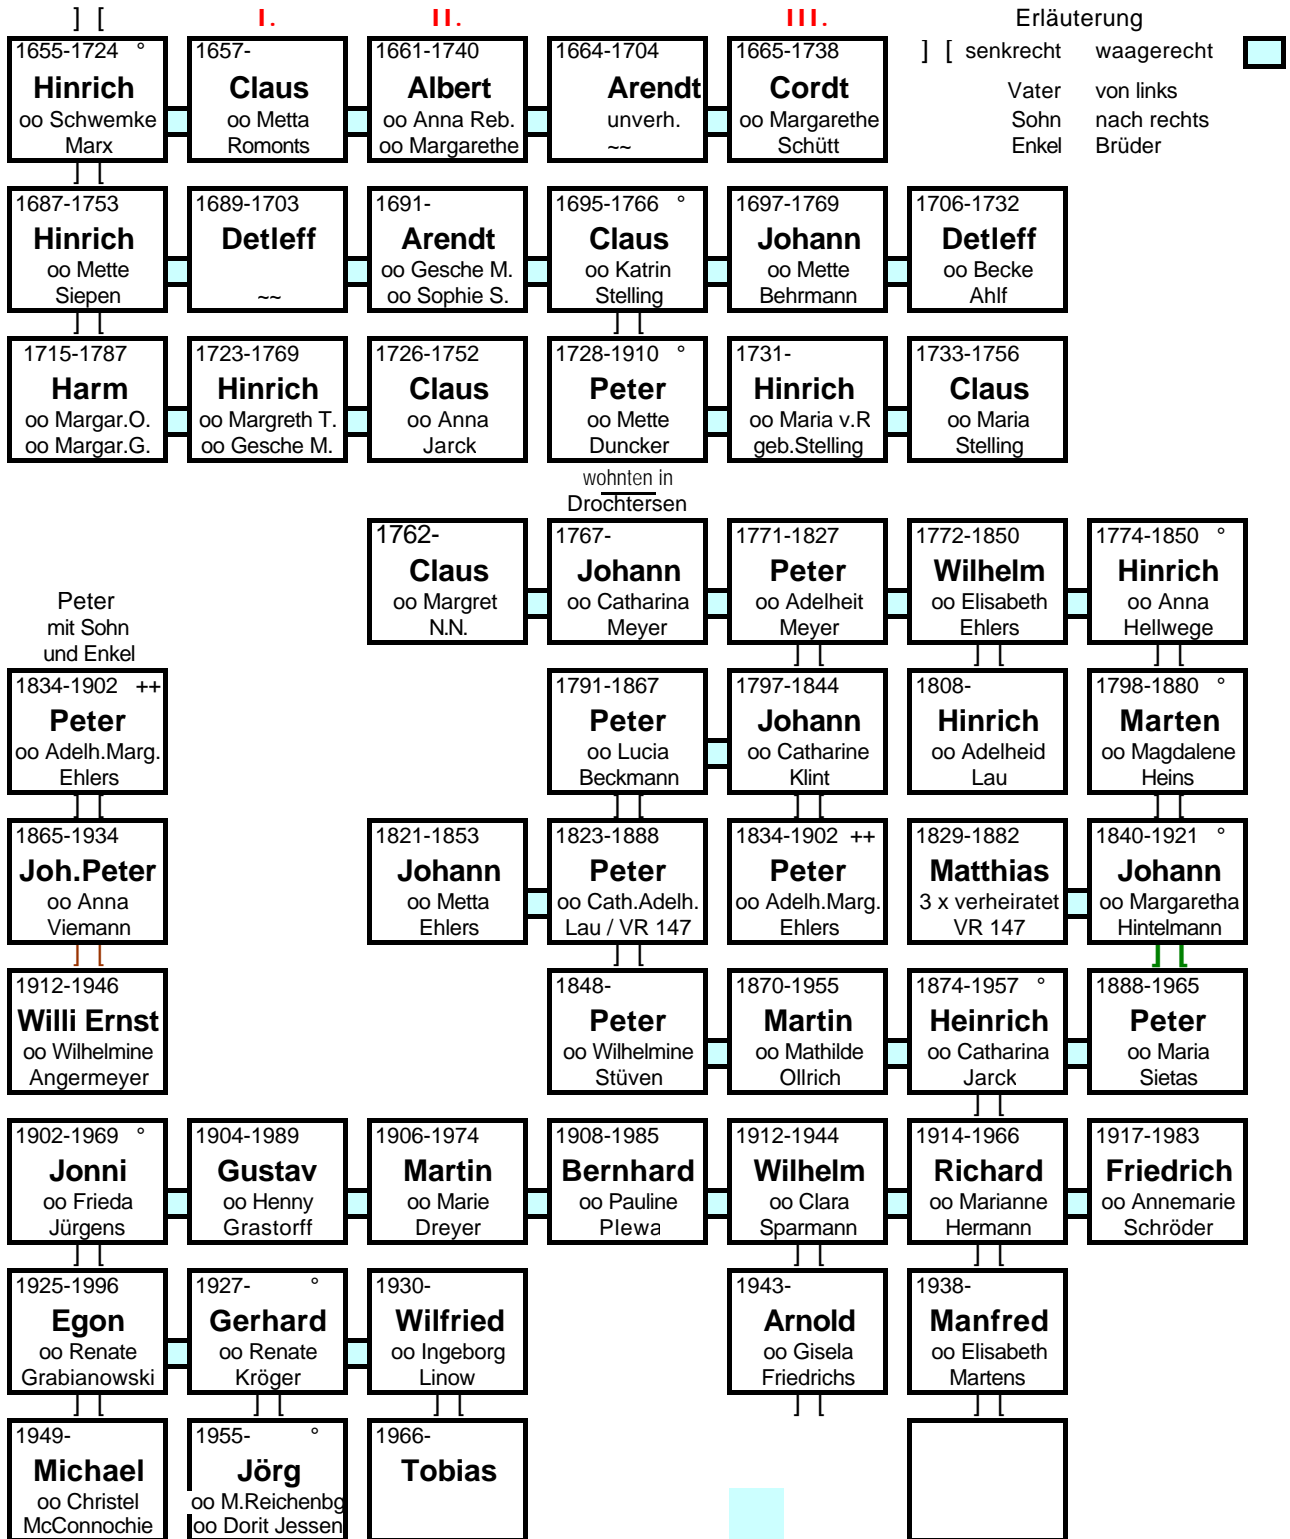 ] [ I. II. III. Erläuterung
] [ senkrecht waagerecht
Vater von links
Sohn nach rechts
Enkel Brüder
1655-1724 °
Hinrich
oo Schwemke
Marx
1657-
Claus
oo Metta
Romonts
1661-1740
Albert
oo Anna Reb.
oo Margarethe
1664-1704
Arendt
unverh.
~~
1665-1738
Cordt
oo Margarethe
Schütt
] [
1687-1753
Hinrich
oo Mette
Siepen
1689-1703
Detleff
~~
1691-
Arendt
oo Gesche M.
oo Sophie S.
1695-1766 °
Claus
oo Katrin
Stelling
1697-1769
Johann
oo Mette
Behrmann
1706-1732
Detleff
oo Becke
Ahlf
] [ ] [
1715-1787
Harm
oo Margar.O.
oo Margar.G.
1723-1769
Hinrich
oo Margreth T.
oo Gesche M.
1726-1752
Claus
oo Anna
Jarck
1728-1910 °
Peter
oo Mette
Duncker
1731-
Hinrich
oo Maria v.R
geb.Stelling
1733-1756
Claus
oo Maria
Stelling
wohnten in
Drochtersen
1762-
Claus
oo Margret
N.N.
1767-
Johann
oo Catharina
Meyer
1771-1827
Peter
oo Adelheit
Meyer
1772-1850
Wilhelm
oo Elisabeth
Ehlers
1774-1850 °
Hinrich
oo Anna
Hellwege
Peter
mit Sohn
und Enkel
] [ ] [ ] [
1834-1902 ++
Peter
oo Adelh.Marg.
Ehlers
1791-1867
Peter
oo Lucia
Beckmann
1797-1844
Johann
oo Catharine
Klint
1808-
Hinrich
oo Adelheid
Lau
1798-1880 °
Marten
oo Magdalene
Heins
] [ ] [ ] [ ] [
1865-1934
Joh.Peter
oo Anna
Viemann
1821-1853
Johann
oo Metta
Ehlers
1823-1888
Peter
oo Cath.Adelh.
Lau / VR 147
1834-1902 ++
Peter
oo Adelh.Marg.
Ehlers
1829-1882
Matthias
3 x verheiratet
VR 147
1840-1921 °
Johann
oo Margaretha
Hintelmann
] [ ] [ ] [
1912-1946
Willi Ernst
oo Wilhelmine
Angermeyer
1848-
Peter
oo Wilhelmine
Stüven
1870-1955
Martin
oo Mathilde
Ollrich
1874-1957 °
Heinrich
oo Catharina
Jarck
1888-1965
Peter
oo Maria
Sietas
] [
1902-1969 °
Jonni
oo Frieda
Jürgens
1904-1989
Gustav
oo Henny
Grastorff
1906-1974
Martin
oo Marie
Dreyer
1908-1985
Bernhard
oo Pauline
Plewa
1912-1944
Wilhelm
oo Clara
Sparmann
1914-1966
Richard
oo Marianne
Hermann
1917-1983
Friedrich
oo Annemarie
Schröder
] [ ] [ ] [
1925-1996
Egon
oo Renate
Grabianowski
1927- °
Gerhard
oo Renate
Kröger
1930-
Wilfried
oo Ingeborg
Linow
1943-
Arnold
oo Gisela
Friedrichs
1938-
Manfred
oo Elisabeth
Martens
] [ ] [ ] [ ] [ ] [
1949-
Michael
oo Christel
McConnochie
1955- °
Jörg
oo M.Reichenbg
oo Dorit Jessen
1966-
Tobias